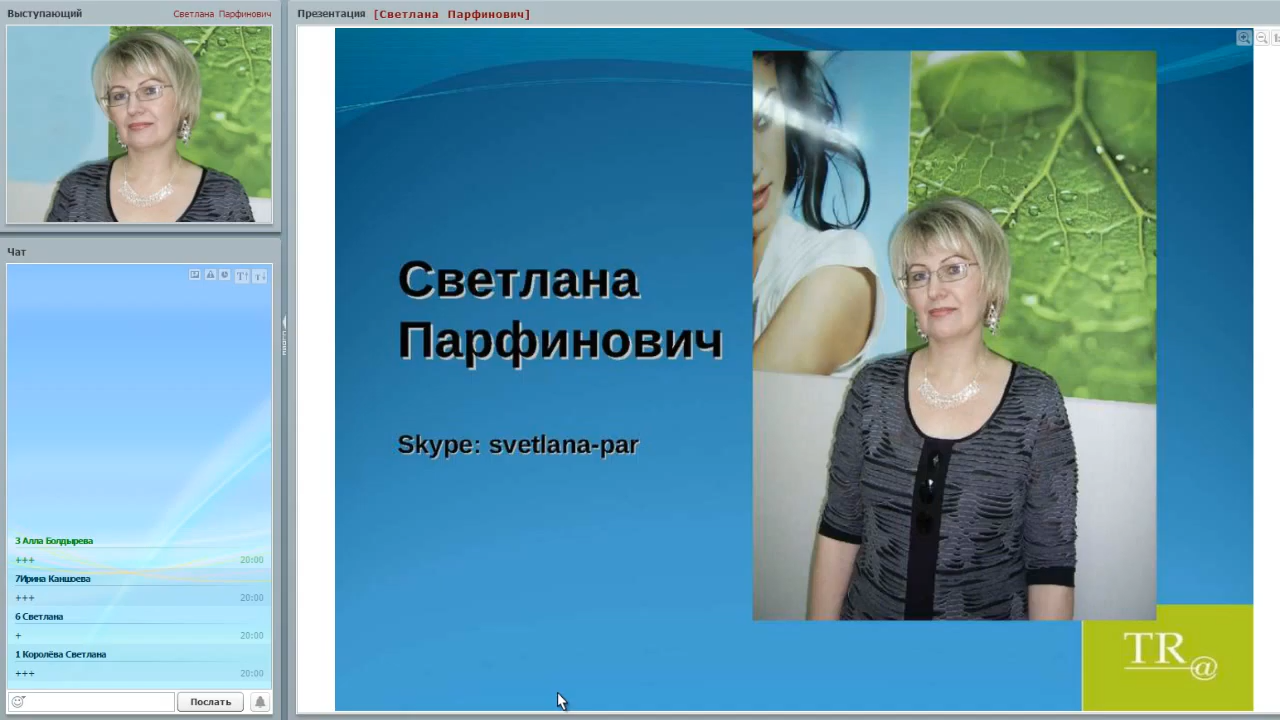 Выступающий
Светлана Парфинович
Чат
3 Алла Болдырева
+++
20:00
7Ирина Каншоева
+++
20:00
6 Светлана
+
20:00
1 Королёва Светлана
+++
20:00
Послать
Презентация [Светлана Парфинович]
Светлана
Парфинович
Skype: svetlana-par
TR@